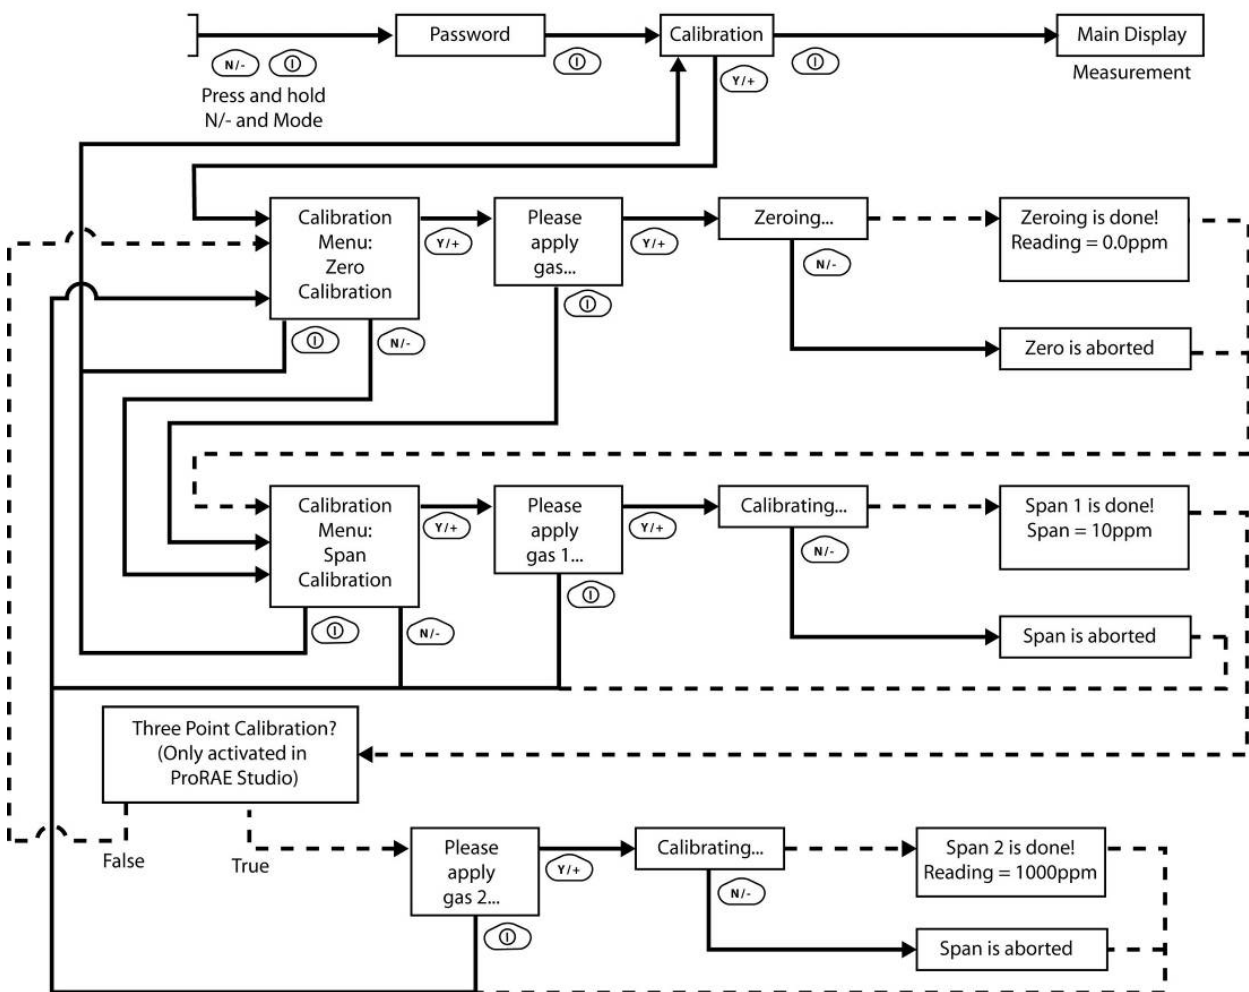 Password
Calibration
Main Display
Measurement
N/-
Y/+
Press and hold
N/- and Mode
Calibration
Menu:
Zero
Calibration
Y/+
Please
apply
gas...
Y/+
Zeroing...
Zeroing is done!
Reading = 0.0ppm
N/-
N/-
Zero is aborted
Calibration
Menu:
Span
Calibration
Y/+
Please
apply
gas 1...
Y/+
Calibrating...
Span 1 is done!
Span = 10ppm
N/-
N/-
Span is aborted
Three Point Calibration?
(Only activated in
ProRAE Studio)
False
True
Please
apply
gas 2...
Y/+
Calibrating...
Span 2 is done!
Reading = 1000ppm
N/-
Span is aborted